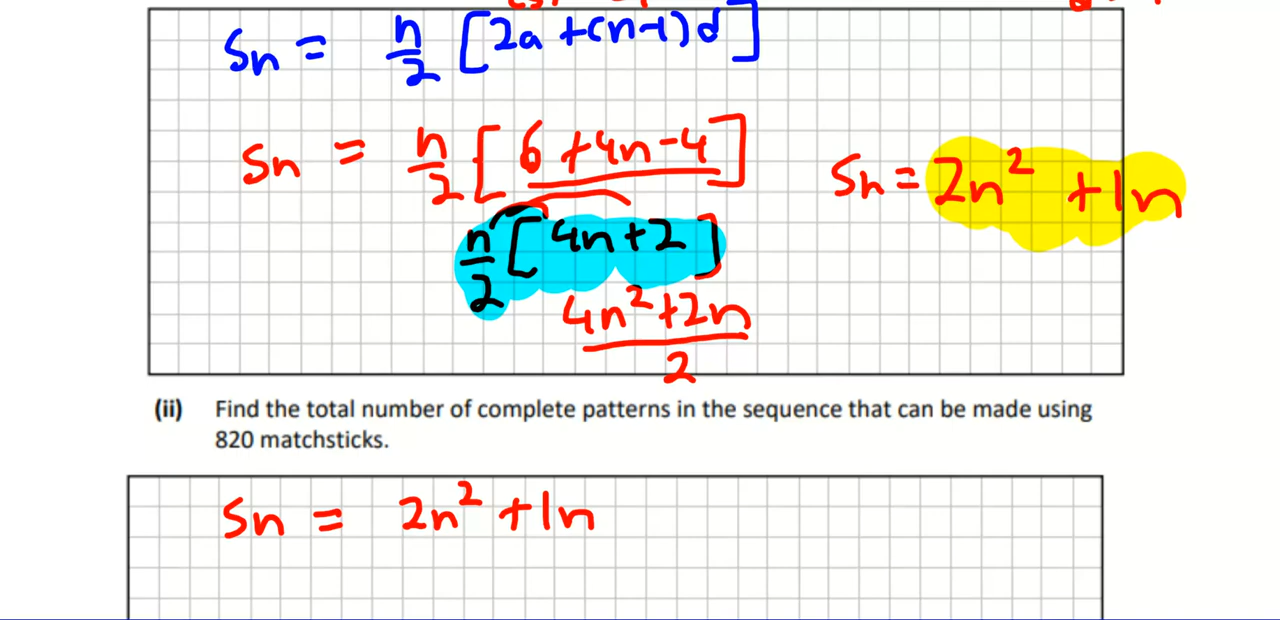 Sn = n/2 [2a + (n-1)d]
Sn = n/2 [6 + 4n - 4]
Sn = 2n² + 1n
n/2 [4n + 2]
4n² + 2n
2
(ii) Find the total number of complete patterns in the sequence that can be made using
820 matchsticks.
Sn = 2n² + 1n